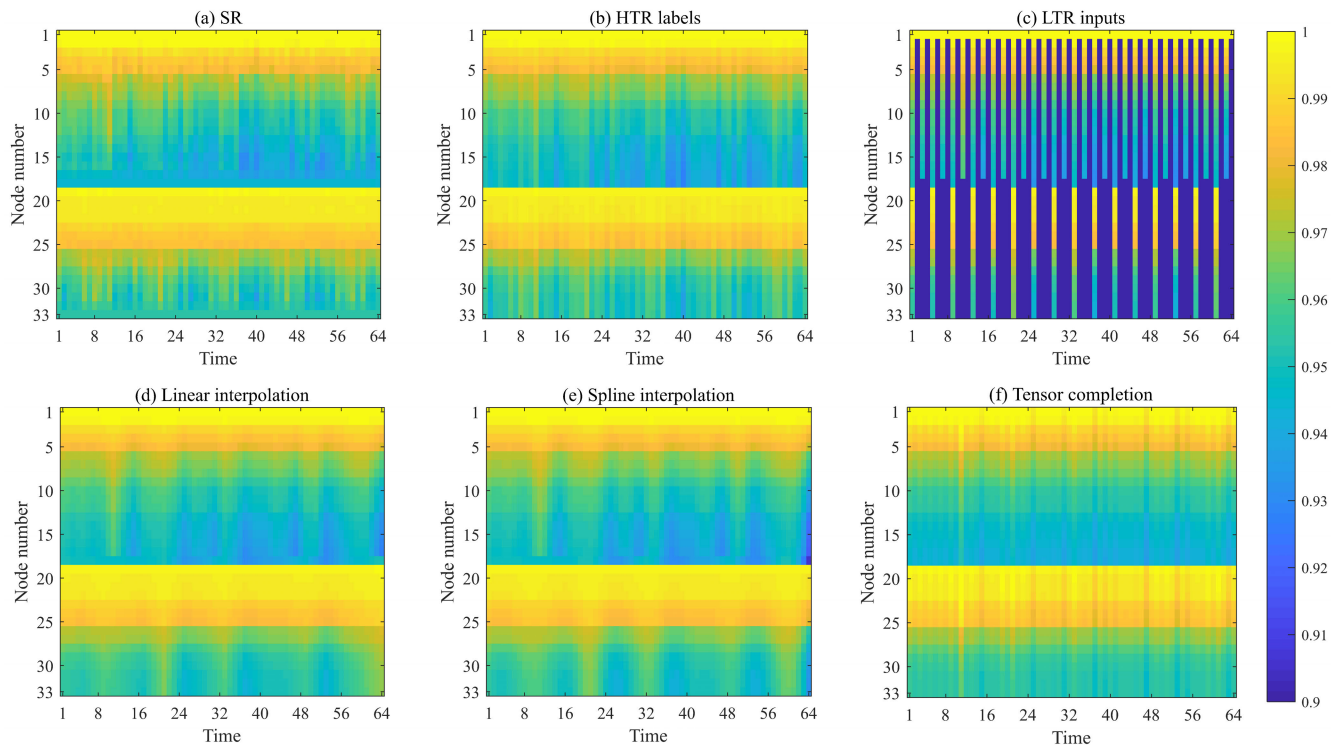 (a) SR
(b) HTR labels
(c) LTR inputs
Node number
1
5
10
15
20
25
30
33
1 8 16 24 32 40 48 56 64
Time
Node number
1
5
10
15
20
25
30
33
1 8 16 24 32 40 48 56 64
Time
Node number
1
5
10
15
20
25
30
33
1 8 16 24 32 40 48 56 64
Time
(d) Linear interpolation
(e) Spline interpolation
(f) Tensor completion
Node number
1
5
10
15
20
25
30
33
1 8 16 24 32 40 48 56 64
Time
Node number
1
5
10
15
20
25
30
33
1 8 16 24 32 40 48 56 64
Time
Node number
1
5
10
15
20
25
30
33
1 8 16 24 32 40 48 56 64
Time
1
0.99
0.98
0.97
0.96
0.95
0.94
0.93
0.92
0.91
0.9